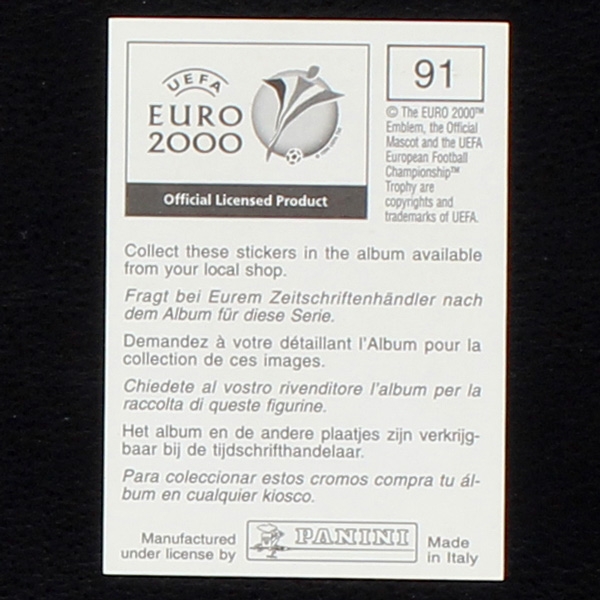 UEFA
EURO
2000
Official Licensed Product
91
© The EURO 2000™
Emblem, the Official
Mascot and the UEFA
European Football
Championship™
Trophy are
copyrights and
trademarks of UEFA.
Collect these stickers in the album available
from your local shop.
Fragt bei Eurem Zeitschriftenhändler nach
dem Album für diese Serie.
Demandez à votre détaillant l'Album pour la
collection de ces images.
Chiedete al vostro rivenditore l'album per la
raccolta di queste figurine.
Het album en de andere plaatjes zijn verkrijg-
baar bij de tijdschrifthandelaar.
Para coleccionar estos cromos compra tu ál-
bum en cualquier kiosco.
Manufactured
under license by
PANINI
Made
in Italy